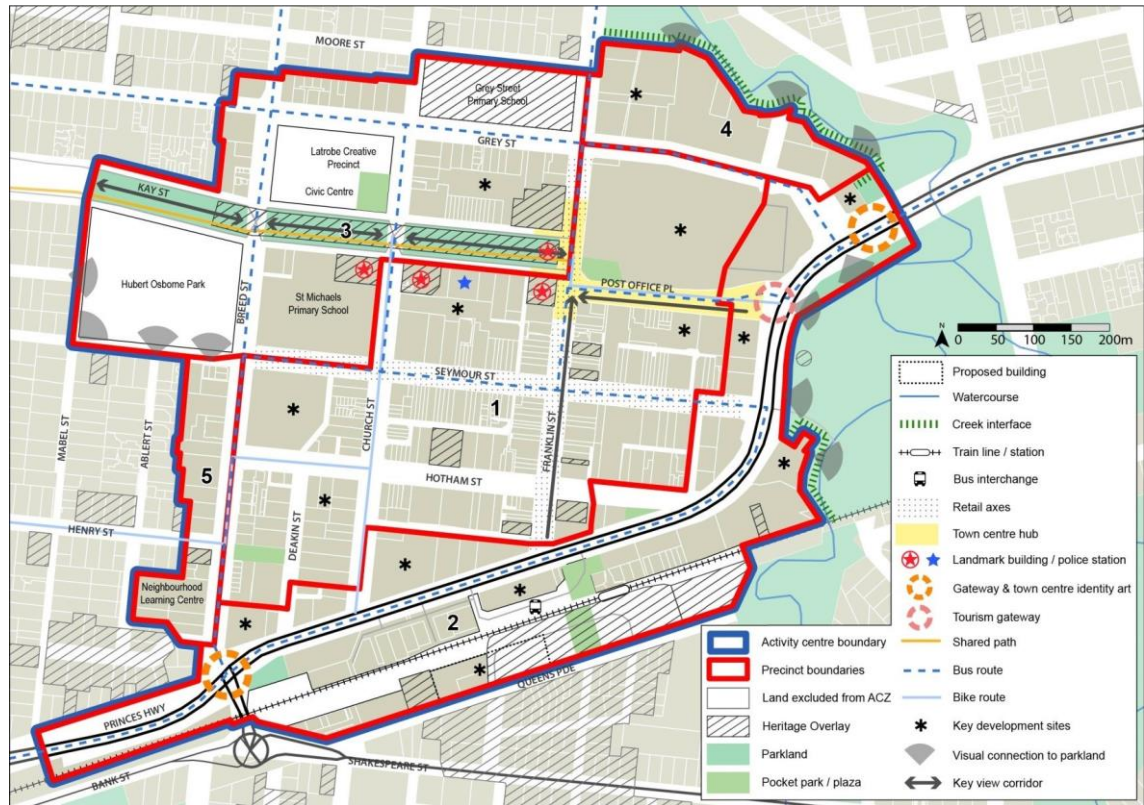 MOORE ST
Grey Street
Primary School
4
GREY ST
Latrobe Creative
Precinct
Civic Centre
KAY ST
3
Hubert Osborne Park
BREED ST
St Michaels
Primary School
POST OFFICE PL
N
0 50 100 150 200m
SEYMOUR ST
1
CHURCH ST
FRANKLIN ST
MABEL ST
ABLERT ST
5
HOTHAM ST
HENRY ST
DEAKIN ST
Neighbourhood
Learning Centre
2
QUEENS PDE
PRINCES HWY
BANK ST
SHAKESPEARE ST
Proposed building
Watercourse
Creek interface
Train line / station
Bus interchange
Retail axes
Town centre hub
Landmark building / police station
Gateway & town centre identity art
Tourism gateway
Shared path
Bus route
Bike route
Key development sites
Visual connection to parkland
Key view corridor
Activity centre boundary
Precinct boundaries
Land excluded from ACZ
Heritage Overlay
Parkland
Pocket park / plaza